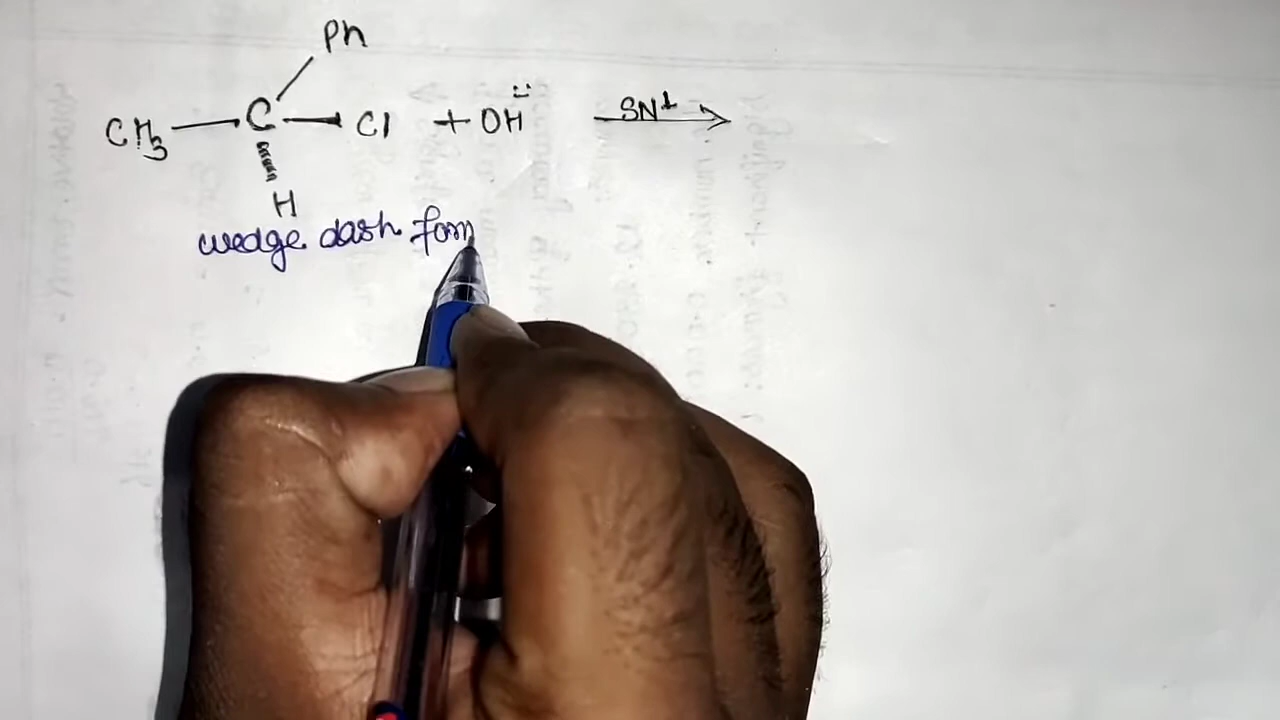 Ph
CH3 — C — Cl + OH SN1
H
wedge dash form